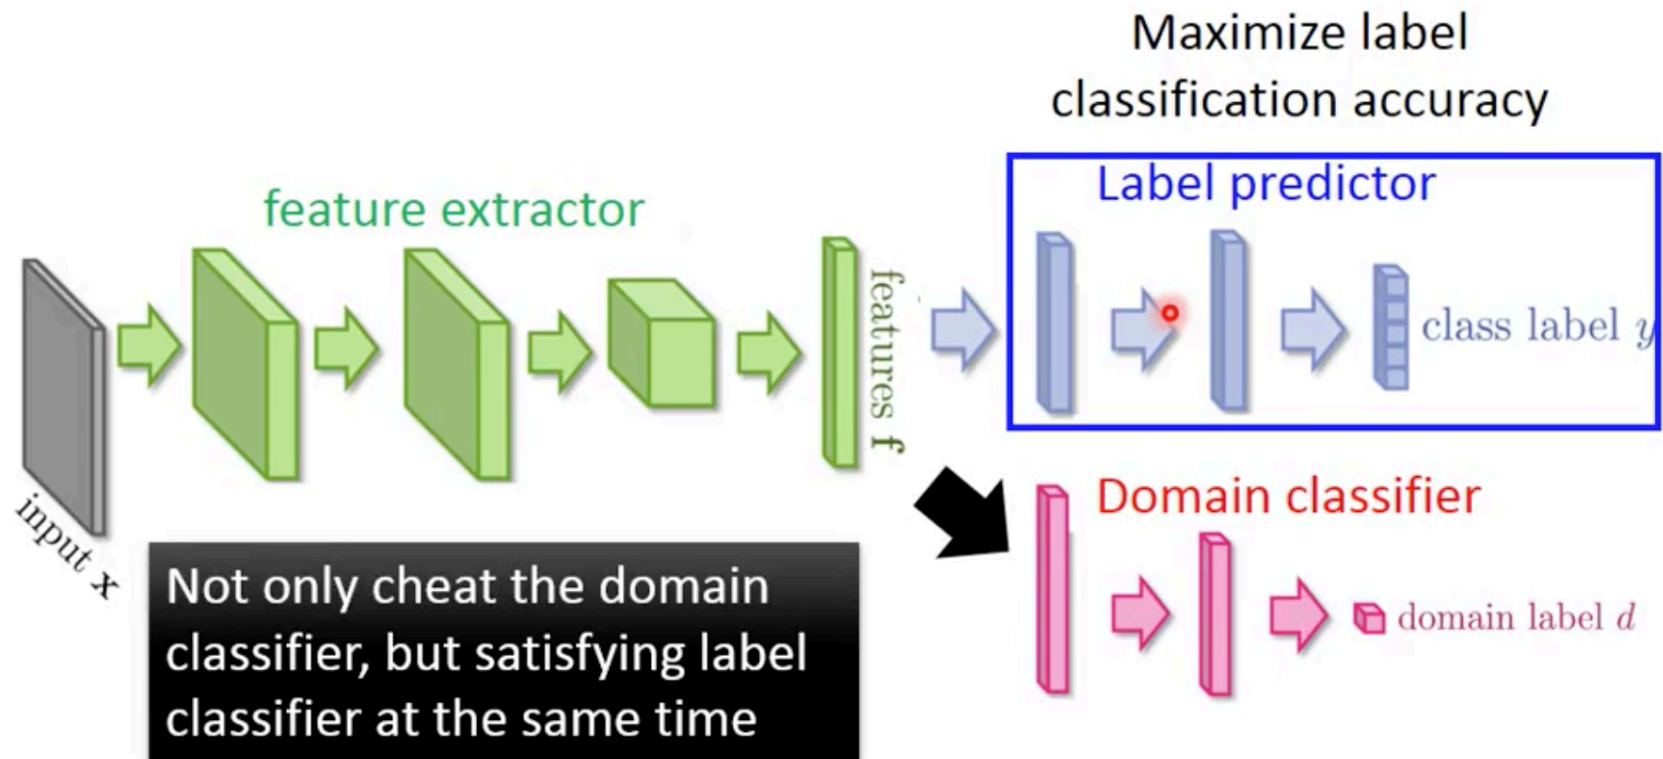 Maximize label
classification accuracy
Label predictor
feature extractor
features f
class label y
input x
Domain classifier
domain label d
Not only cheat the domain
classifier, but satisfying label
classifier at the same time